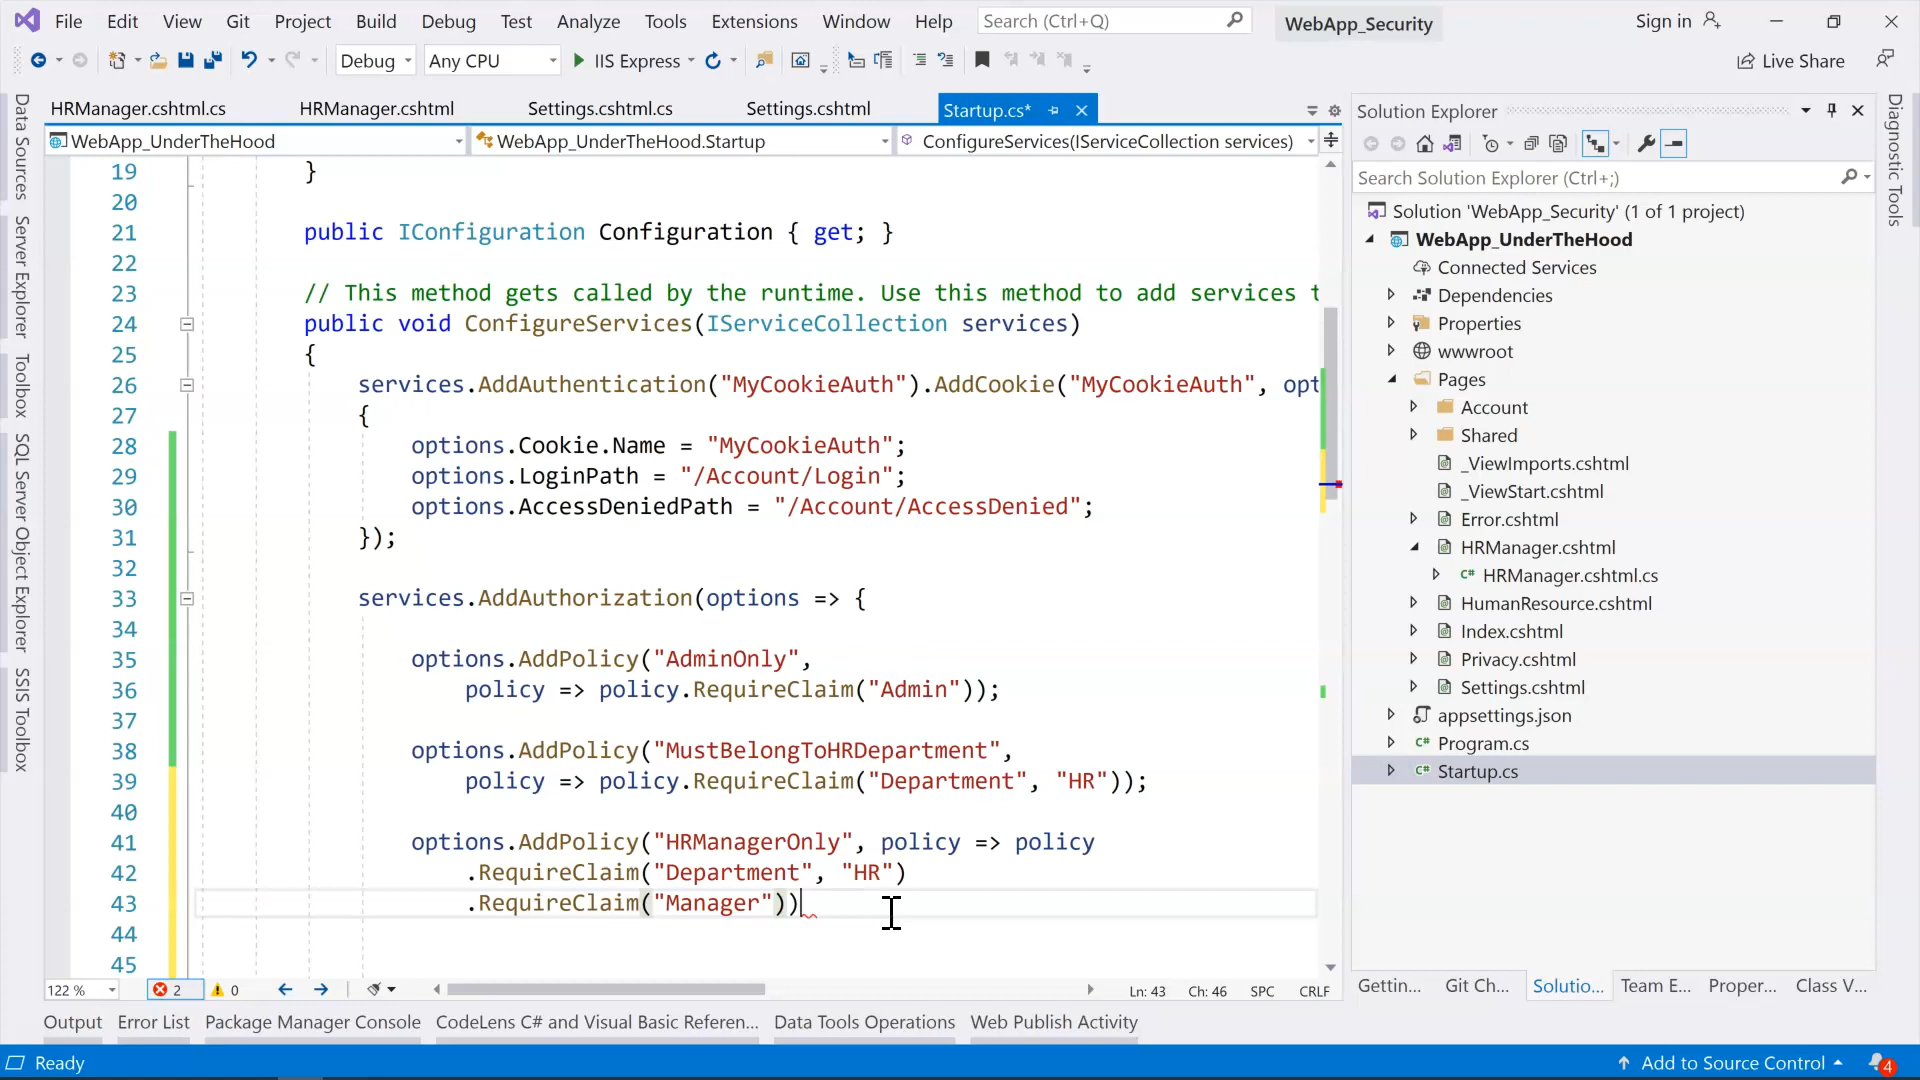 File Edit View Git Project Build Debug Test Analyze Tools Extensions Window Help Search (Ctrl+Q) WebApp_Security Sign in
Debug Any CPU IIS Express Live Share
HRManager.cshtml.cs HRManager.cshtml Settings.cshtml.cs Settings.cshtml Startup.cs*
WebApp_UnderTheHood WebApp_UnderTheHood.Startup ConfigureServices(IServiceCollection services)
Data Sources
Server Explorer
Toolbox
SQL Server Object Explorer
SSIS Toolbox
19 }
20
21 public IConfiguration Configuration { get; }
22
23 // This method gets called by the runtime. Use this method to add services t
24 public void ConfigureServices(IServiceCollection services)
25 {
26 services.AddAuthentication("MyCookieAuth").AddCookie("MyCookieAuth", opt
27 {
28 options.Cookie.Name = "MyCookieAuth";
29 options.LoginPath = "/Account/Login";
30 options.AccessDeniedPath = "/Account/AccessDenied";
31 });
32
33 services.AddAuthorization(options => {
34
35 options.AddPolicy("AdminOnly",
36 policy => policy.RequireClaim("Admin"));
37
38 options.AddPolicy("MustBelongToHRDepartment",
39 policy => policy.RequireClaim("Department", "HR"));
40
41 options.AddPolicy("HRManagerOnly", policy => policy
42 .RequireClaim("Department", "HR")
43 .RequireClaim("Manager"))
44
45
122 % 2 0 Ln: 43 Ch: 46 SPC CRLF
Solution Explorer
Search Solution Explorer (Ctrl+;)
Solution 'WebApp_Security' (1 of 1 project)
WebApp_UnderTheHood
Connected Services
Dependencies
Properties
wwwroot
Pages
Account
Shared
_ViewImports.cshtml
_ViewStart.cshtml
Error.cshtml
HRManager.cshtml
C# HRManager.cshtml.cs
HumanResource.cshtml
Index.cshtml
Privacy.cshtml
Settings.cshtml
appsettings.json
C# Program.cs
C# Startup.cs
Gettin... Git Ch... Solutio... Team E... Proper... Class V...
Diagnostic Tools
Output Error List Package Manager Console CodeLens C# and Visual Basic Referen... Data Tools Operations Web Publish Activity
Ready Add to Source Control 4